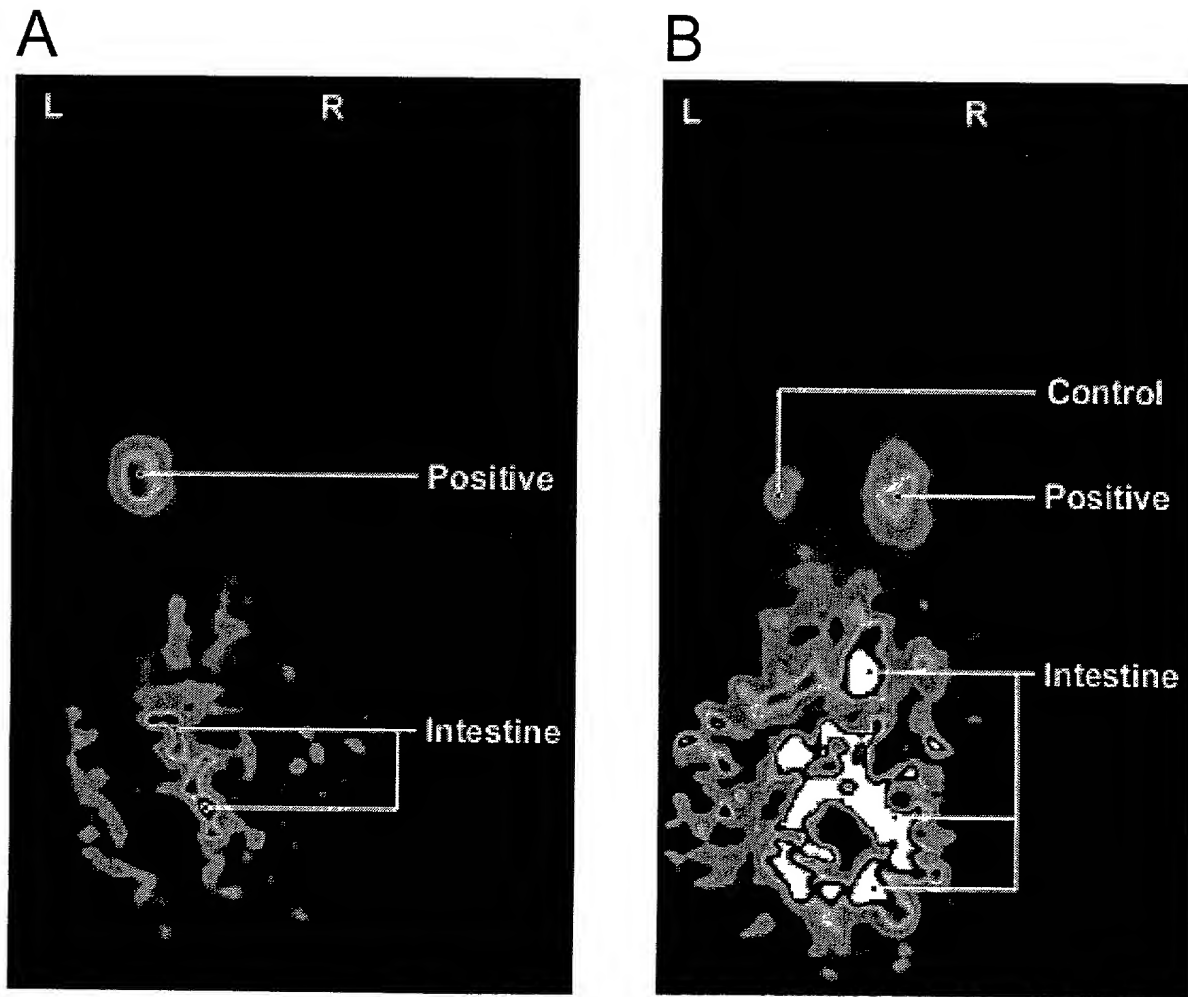 A
L R
Positive
Intestine
B
L R
Control
Positive
Intestine